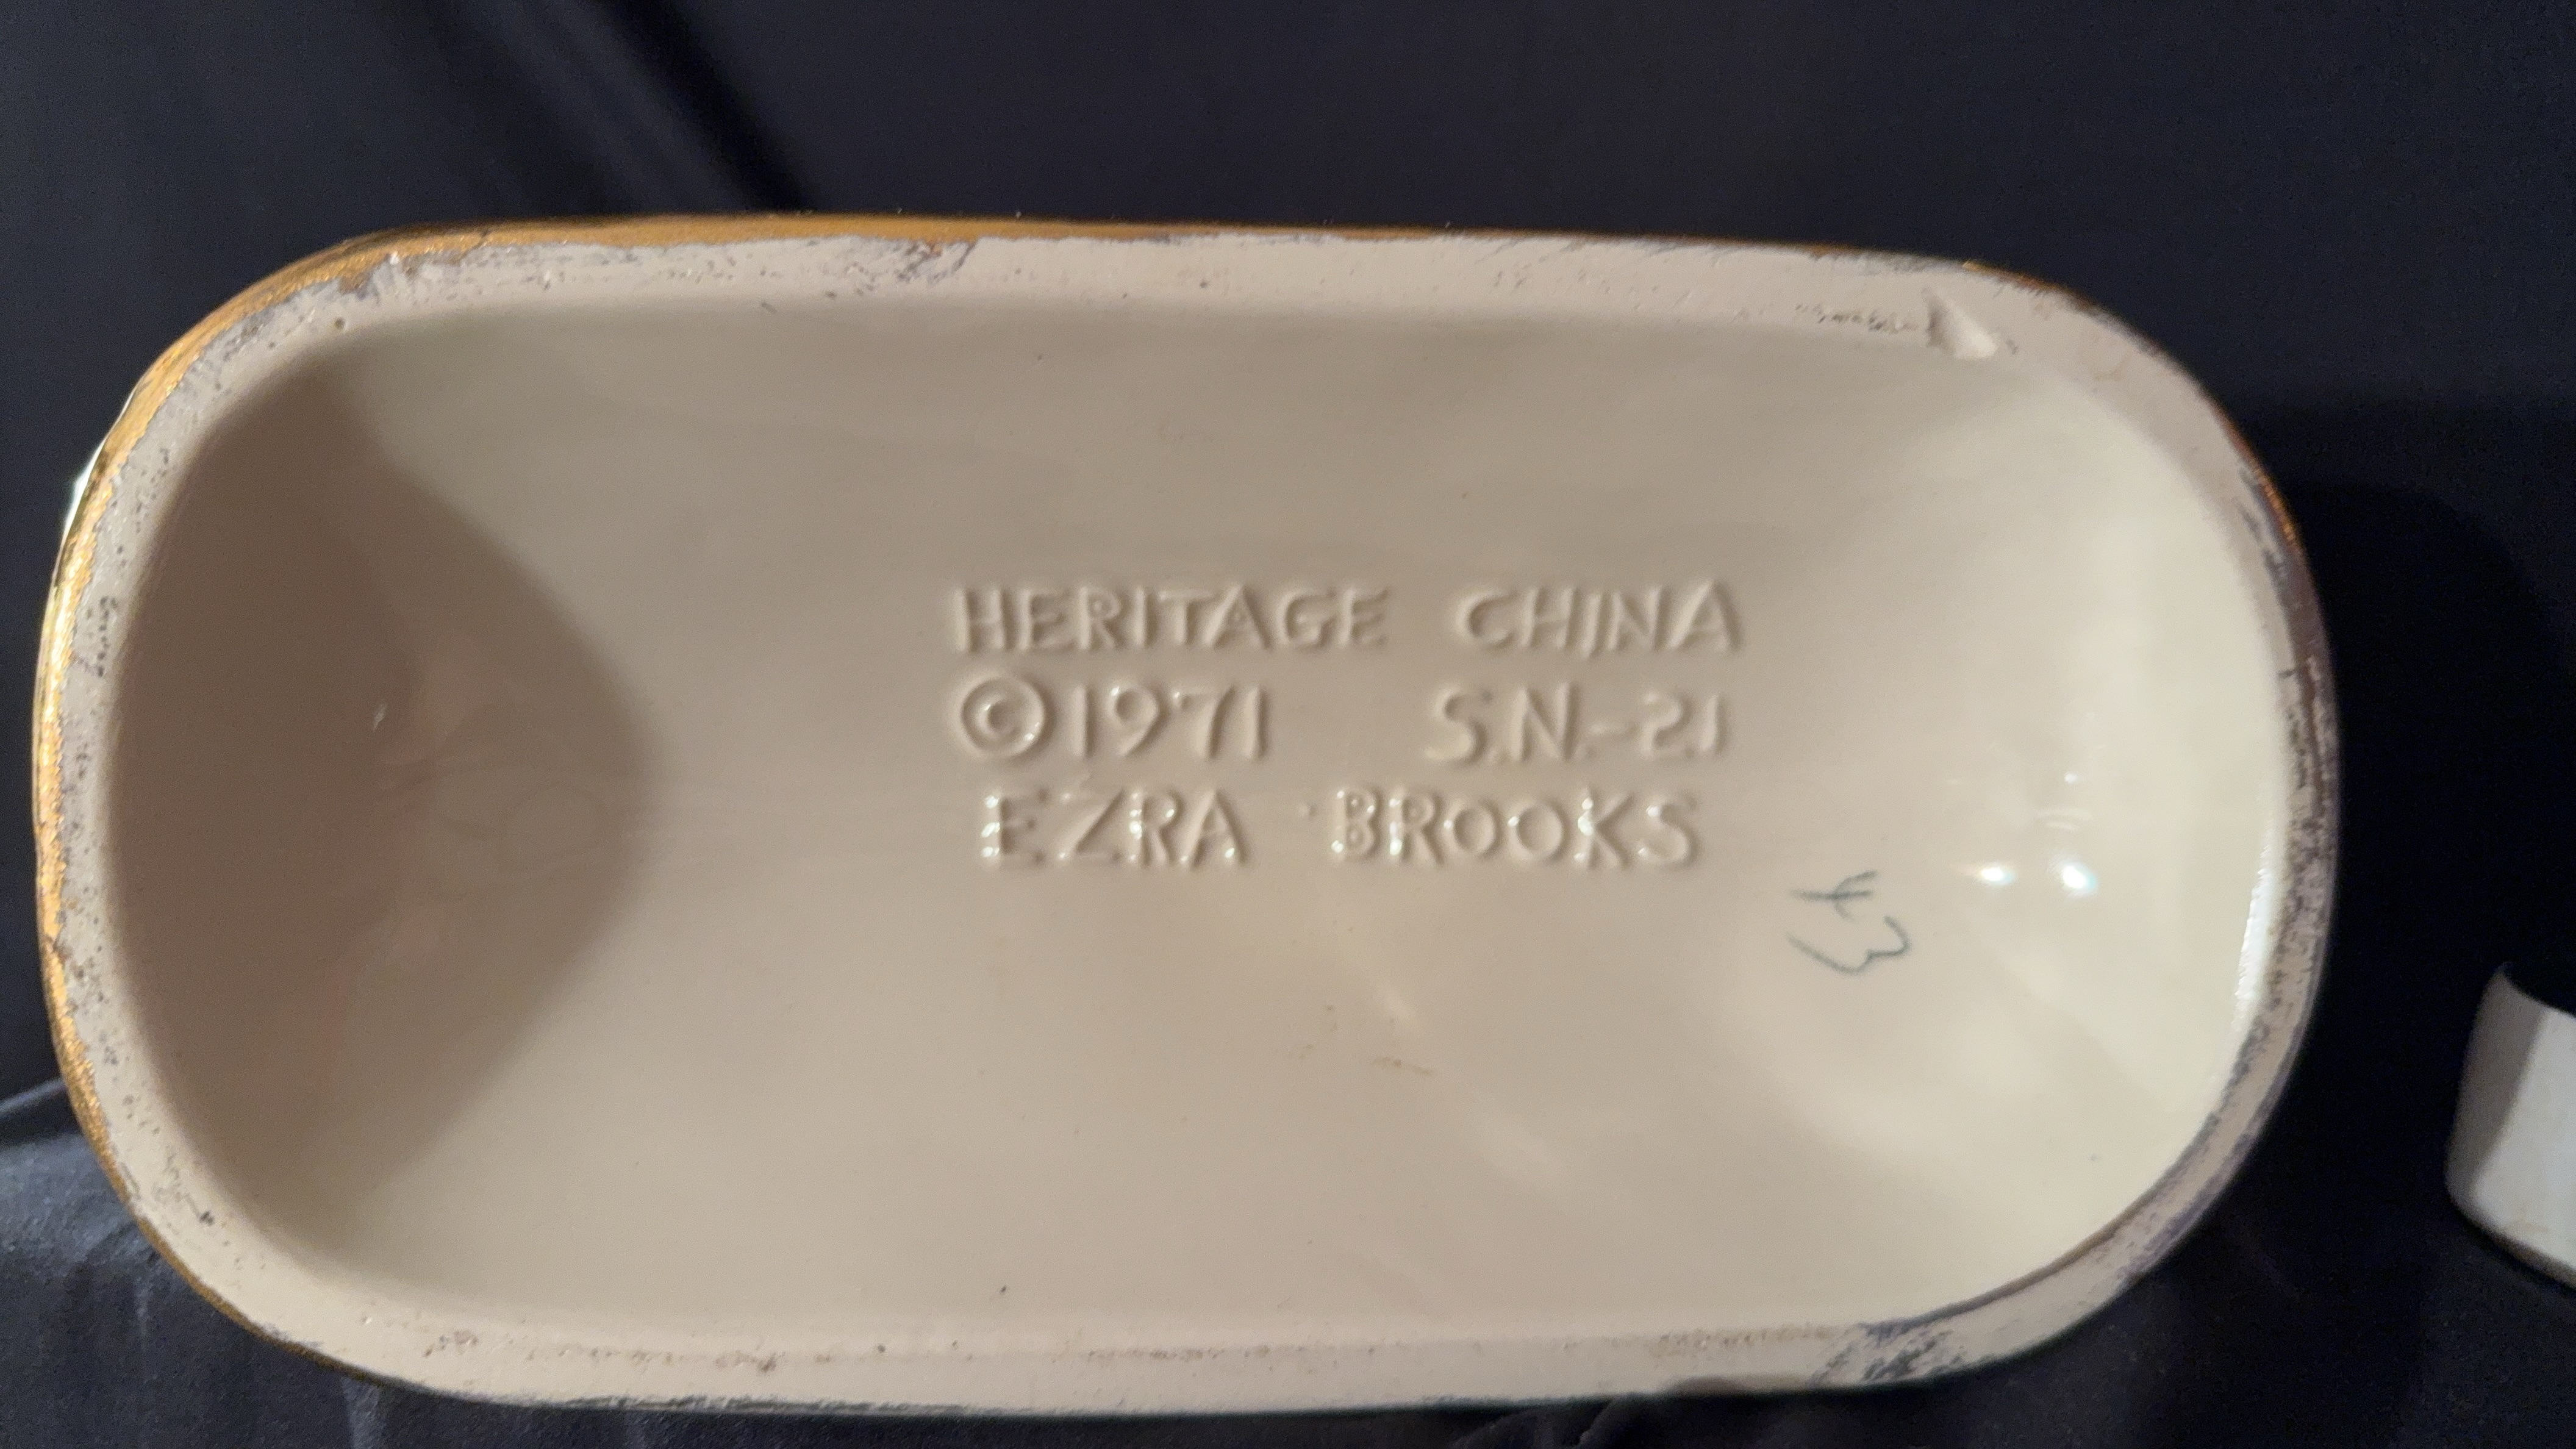 HERITAGE CHINA
©1971 S.N.-21
EZRA BROOKS